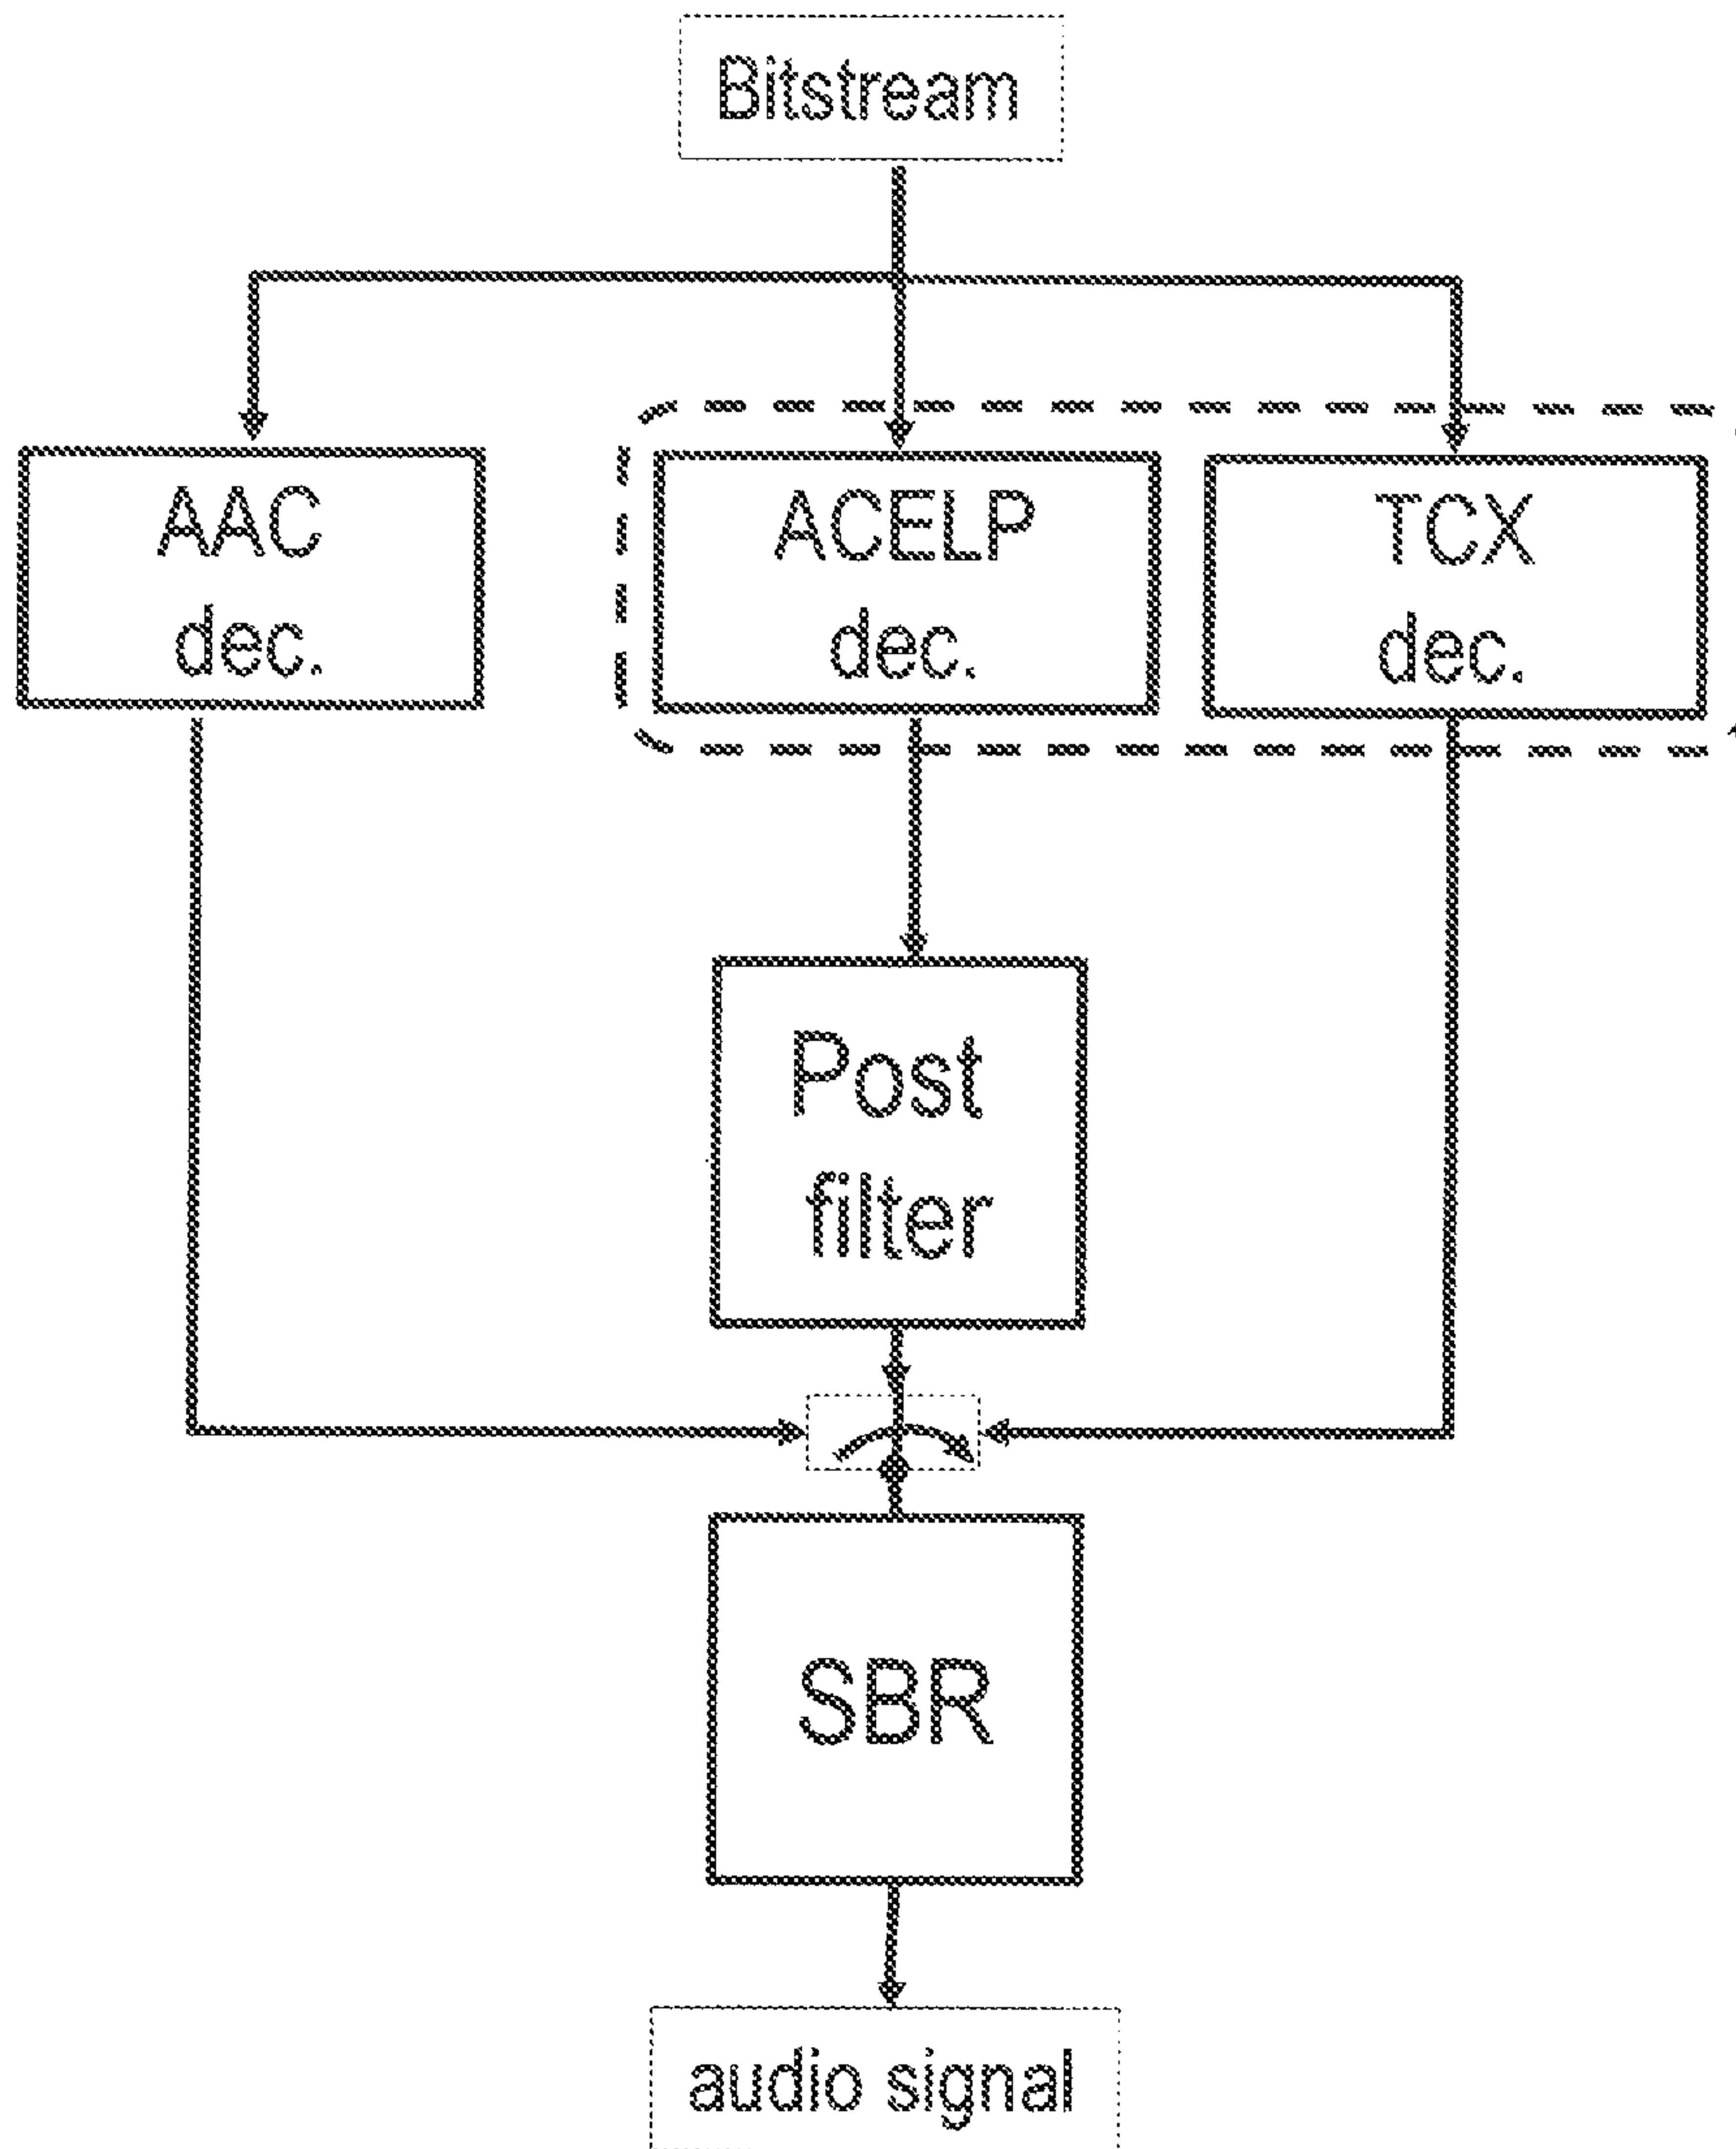 Bitstream
AAC
dec.
ACELP
dec.
TCX
dec.
Post
filter
SBR
audio signal